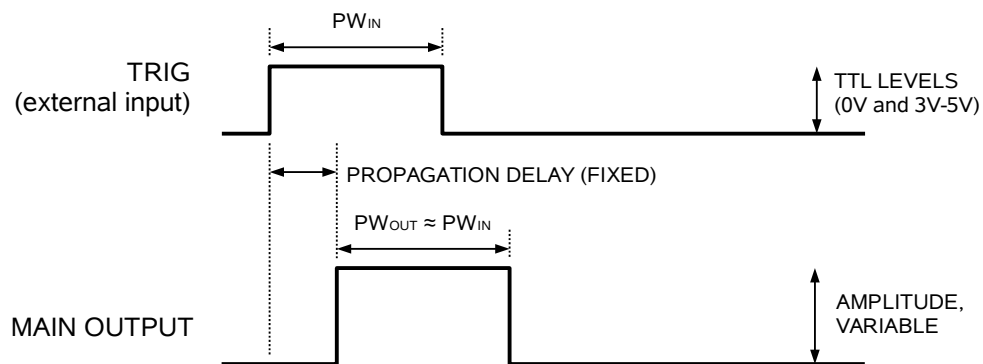 PWIN
TRIG
(external input)
TTL LEVELS
(0V and 3V-5V)
PROPAGATION DELAY (FIXED)
PWOUT ≈ PWIN
MAIN OUTPUT
AMPLITUDE,
VARIABLE